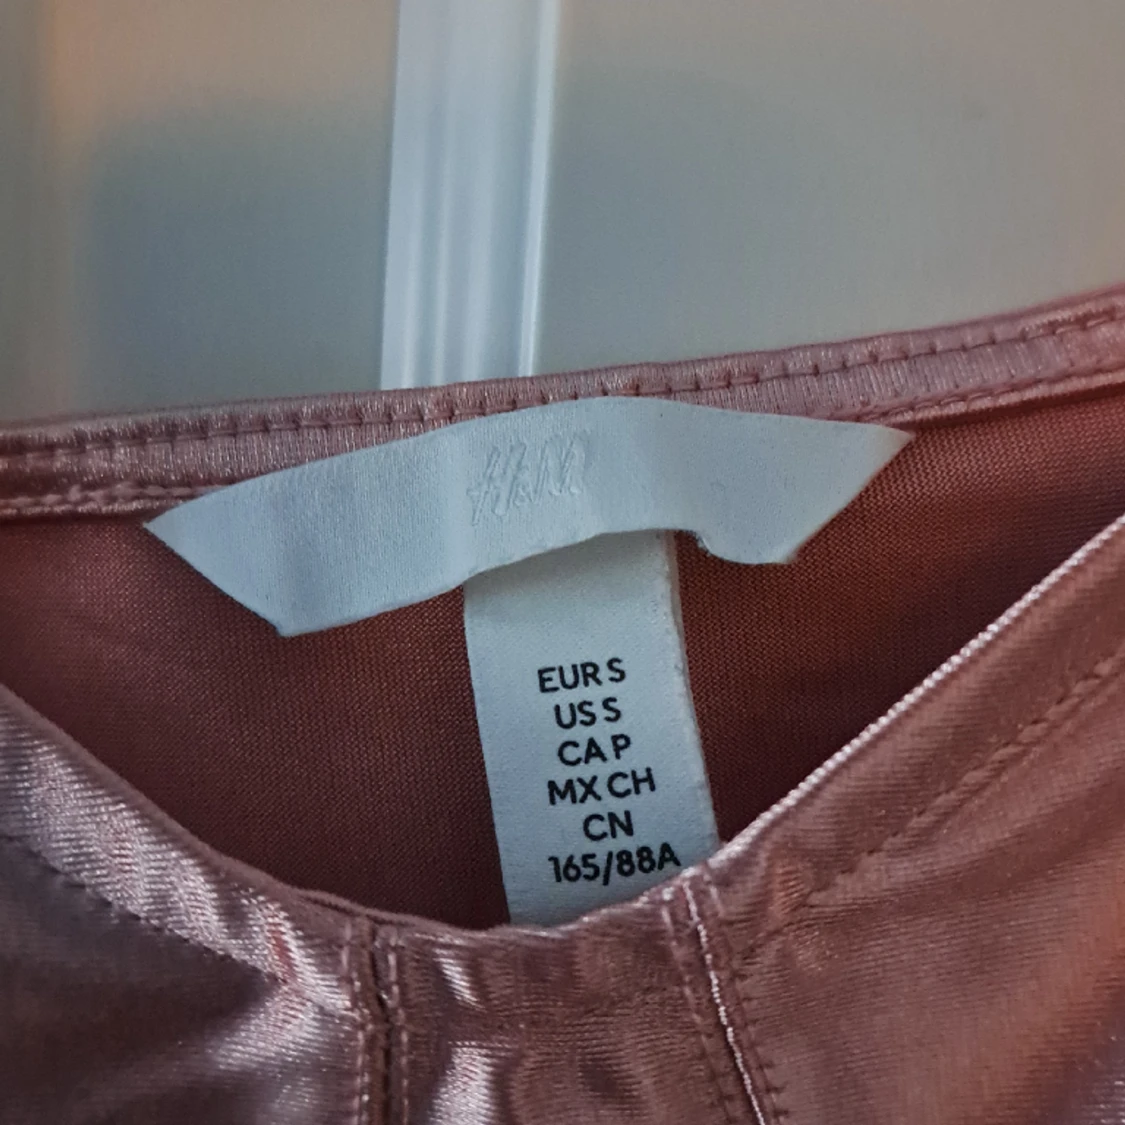 H&M
EUR S
US S
CA P
MX CH
CN
165/88A